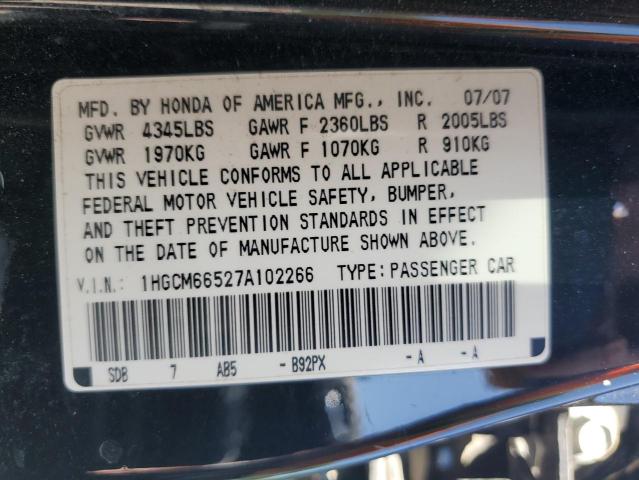 MFD. BY HONDA OF AMERICA MFG., INC. 07/07
GVWR 4345LBS GAWR F 2360LBS R 2005LBS
GVWR 1970KG GAWR F 1070KG R 910KG
THIS VEHICLE CONFORMS TO ALL APPLICABLE
FEDERAL MOTOR VEHICLE SAFETY, BUMPER,
AND THEFT PREVENTION STANDARDS IN EFFECT
ON THE DATE OF MANUFACTURE SHOWN ABOVE.
V.I.N.: 1HGCM66527A102266 TYPE:PASSENGER CAR
SDB 7 AB5 - B92PX - A - A